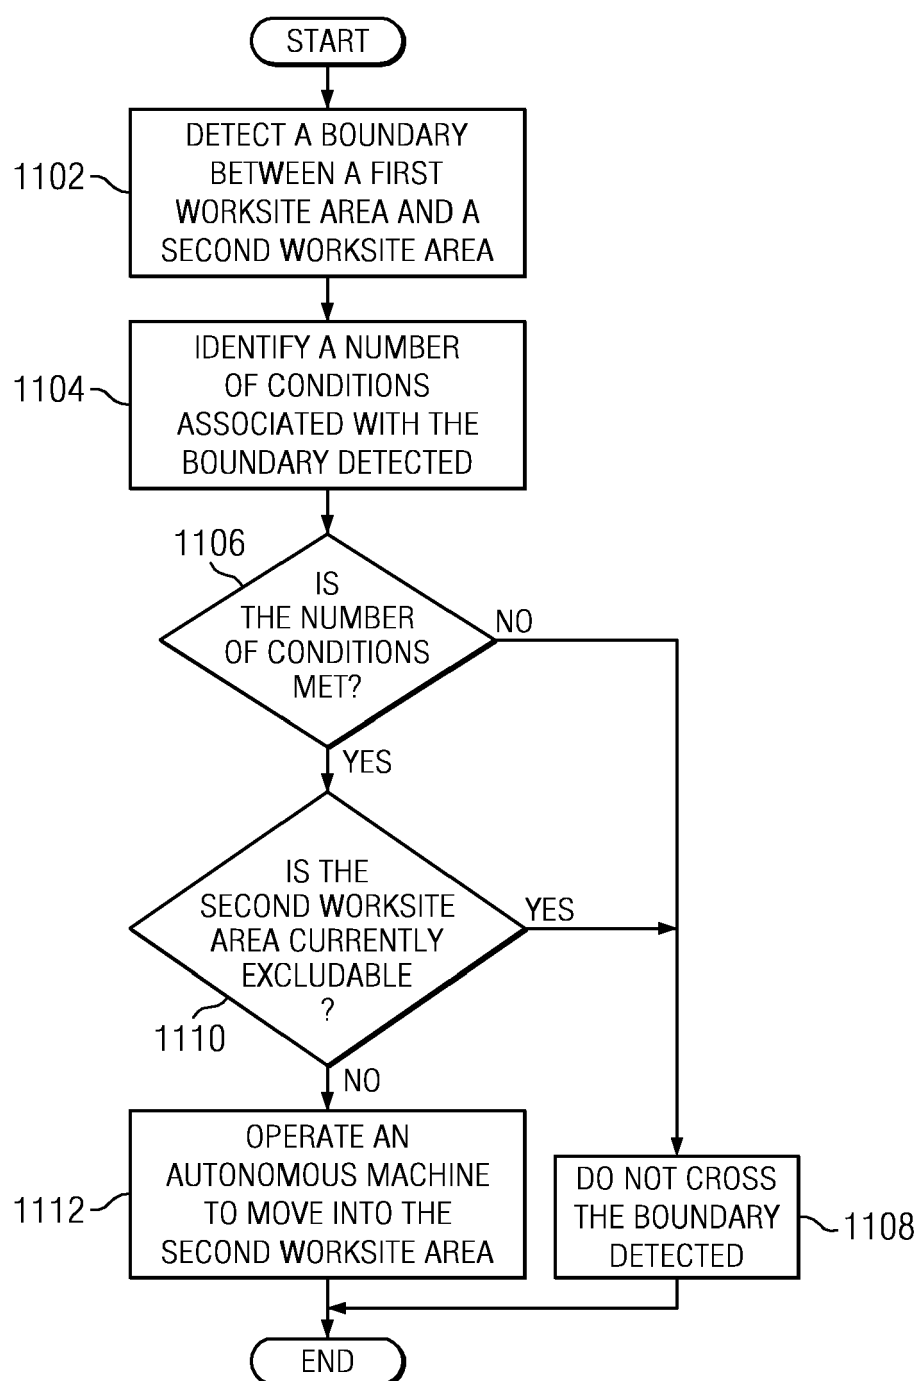 START
1102
DETECT A BOUNDARY
BETWEEN A FIRST
WORKSITE AREA AND A
SECOND WORKSITE AREA
1104
IDENTIFY A NUMBER
OF CONDITIONS
ASSOCIATED WITH THE
BOUNDARY DETECTED
1106
IS
THE NUMBER
OF CONDITIONS
MET?
NO
YES
IS THE
SECOND WORKSITE
AREA CURRENTLY
EXCLUDABLE
?
YES
1110
NO
1112
OPERATE AN
AUTONOMOUS MACHINE
TO MOVE INTO THE
SECOND WORKSITE AREA
DO NOT CROSS
THE BOUNDARY
DETECTED
1108
END